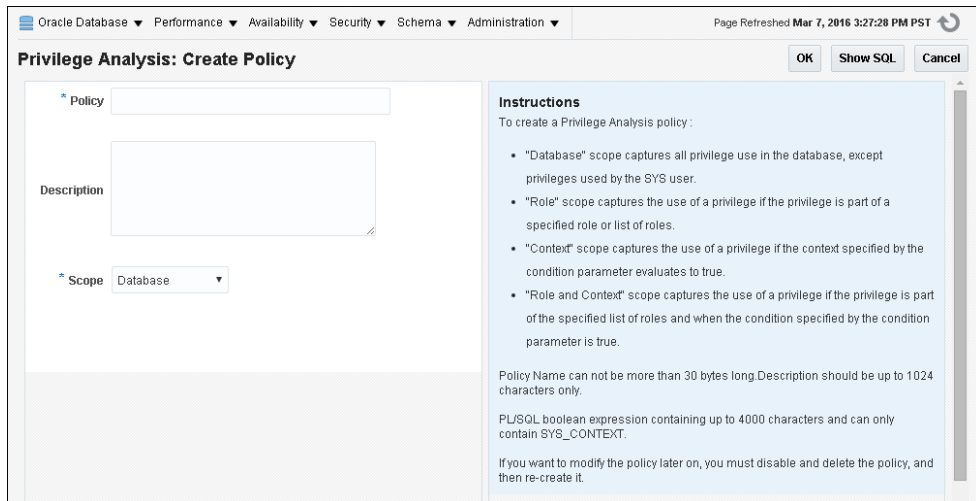 Oracle Database ▼ Performance ▼ Availability ▼ Security ▼ Schema ▼ Administration ▼ Page Refreshed Mar 7, 2016 3:27:28 PM PST
Privilege Analysis: Create Policy
OK Show SQL Cancel
* Policy
Description
* Scope Database ▼
Instructions
To create a Privilege Analysis policy :
• "Database" scope captures all privilege use in the database, except
privileges used by the SYS user.
• "Role" scope captures the use of a privilege if the privilege is part of a
specified role or list of roles.
• "Context" scope captures the use of a privilege if the context specified by the
condition parameter evaluates to true.
• "Role and Context" scope captures the use of a privilege if the privilege is part
of the specified list of roles and when the condition specified by the condition
parameter is true.
Policy Name can not be more than 30 bytes long.Description should be up to 1024
characters only.
PL/SQL boolean expression containing up to 4000 characters and can only
contain SYS_CONTEXT.
If you want to modify the policy later on, you must disable and delete the policy, and
then re-create it.